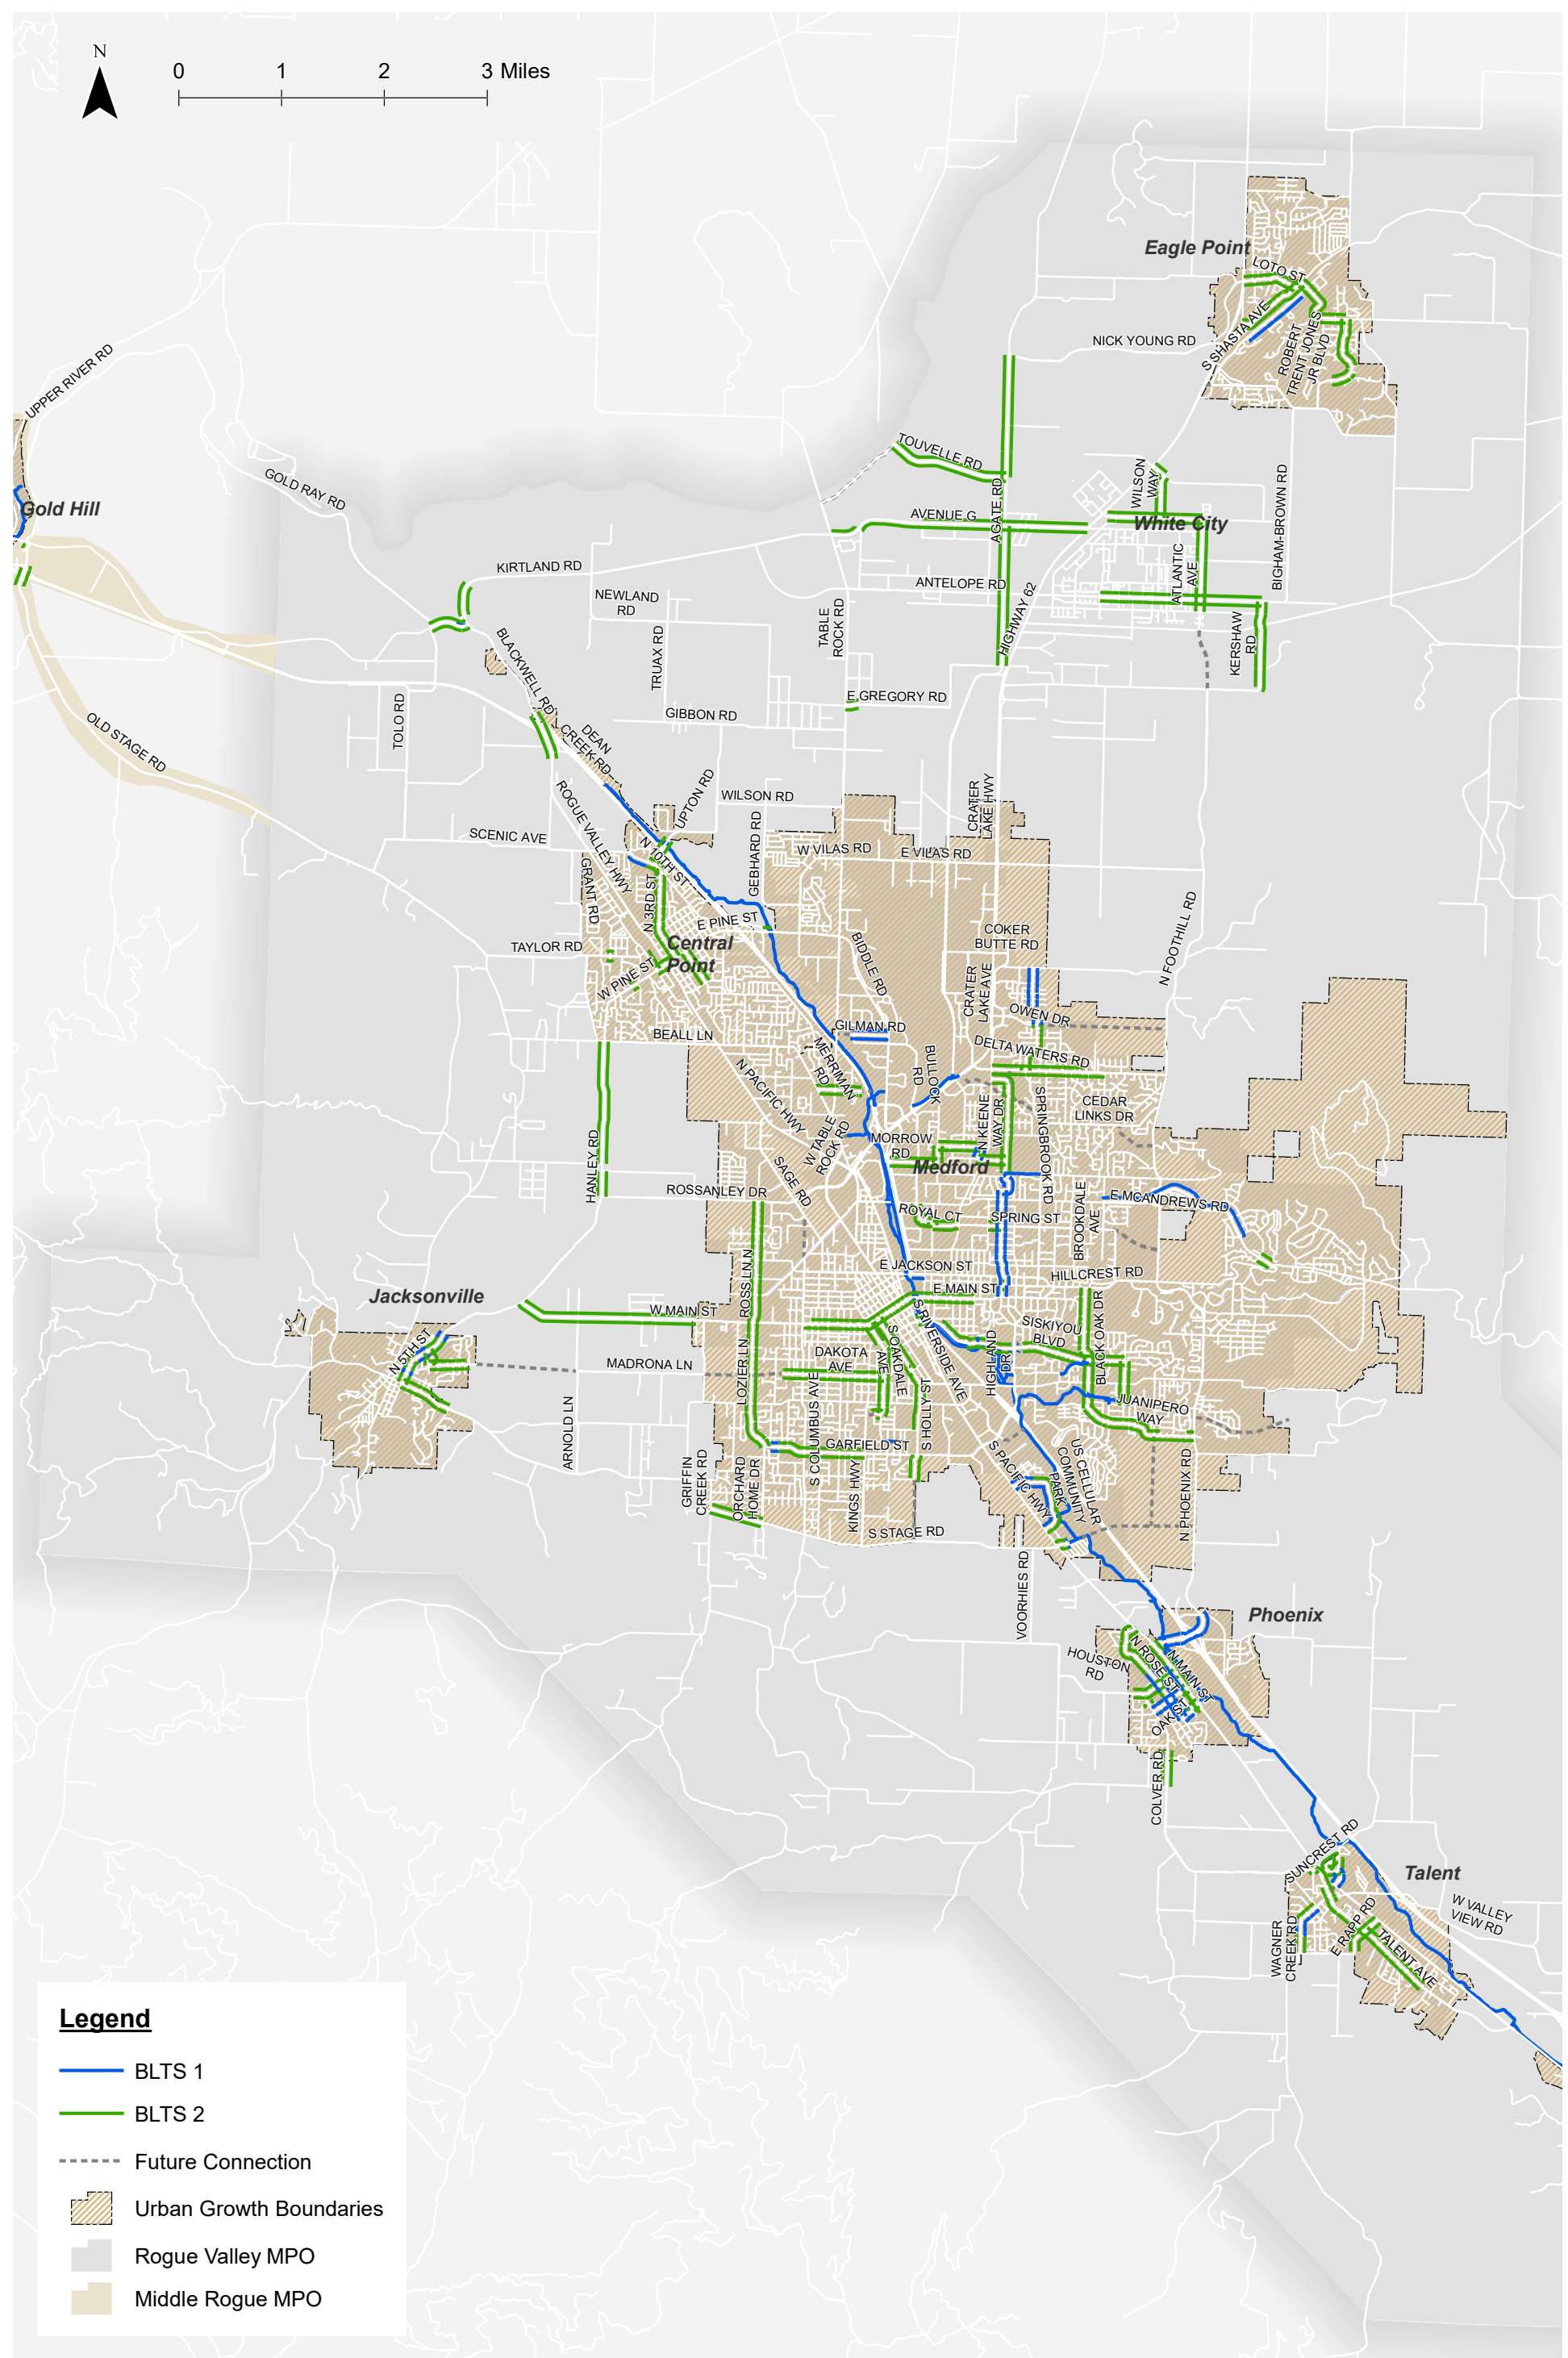 N
0 1 2 3 Miles
Eagle Point
LOTO ST
NICK YOUNG RD
S SHASTA AVE
ROBERT
TRENT JONES
JR BLVD
UPPER RIVER RD
GOLD RAY RD
Gold Hill
TOUVELLE RD
AGATE RD
WILSON
WAY
White City
BIGHAM-BROWN RD
AVENUE G
KIRTLAND RD
ANTELOPE RD
ATLANTIC
AVE
NEWLAND
RD
TRUAX RD
TABLE
ROCK RD
HIGHWAY 62
KERSHAW
RD
BLACKWELL RD
E GREGORY RD
GIBBON RD
TOLO RD
OLD STAGE RD
DEAN
CREEK RD
UPTON RD
WILSON RD
ROGUE VALLEY HWY
CRATER
LAKE HWY
SCENIC AVE
N 10TH ST
GEBHARD RD
W VILAS RD
E VILAS RD
GRANT RD
N 3RD ST
E PINE ST
Central
Point
TAYLOR RD
W PINE ST
BIDDLE RD
COKER
BUTTE RD
N FOOTHILL RD
CRATER
LAKE AVE
OWEN DR
GILMAN RD
BEALL LN
DELTA WATERS RD
MERRIMAN
RD
BULLOCK
RD
N PACIFIC HWY
CEDAR
LINKS DR
N KEENE
WAY DR
SPRINGBROOK RD
W TABLE
ROCK RD
MORROW
RD
Medford
HANLEY RD
SAGE RD
ROSSANLEY DR
E MCANDREWS RD
BROOKDALE
AVE
ROYAL CT
SPRING ST
ROSS LN N
E JACKSON ST
HILLCREST RD
E MAIN ST
Jacksonville
W MAIN ST
S RIVERSIDE AVE
SISKIYOU
BLVD
BLACK OAK DR
N 5TH ST
MADRONA LN
DAKOTA
AVE
S OAKDALE
AVE
HIGHLAND
DR
LOZIER LN
S COLUMBUS AVE
S HOLLY ST
JUANIPERO
WAY
ARNOLD LN
GARFIELD ST
GRIFFIN
CREEK RD
ORCHARD
HOME DR
KINGS HWY
S PACIFIC HWY
US CELLULAR
COMMUNITY
PARK
N PHOENIX RD
S STAGE RD
VOORHIES RD
Phoenix
HOUSTON
RD
N ROSE ST
N MAIN ST
OAK ST
COLVER RD
SUNCREST RD
Talent
W VALLEY
VIEW RD
WAGNER
CREEK RD
E RAPP RD
TALENT AVE
Legend
BLTS 1
BLTS 2
Future Connection
Urban Growth Boundaries
Rogue Valley MPO
Middle Rogue MPO